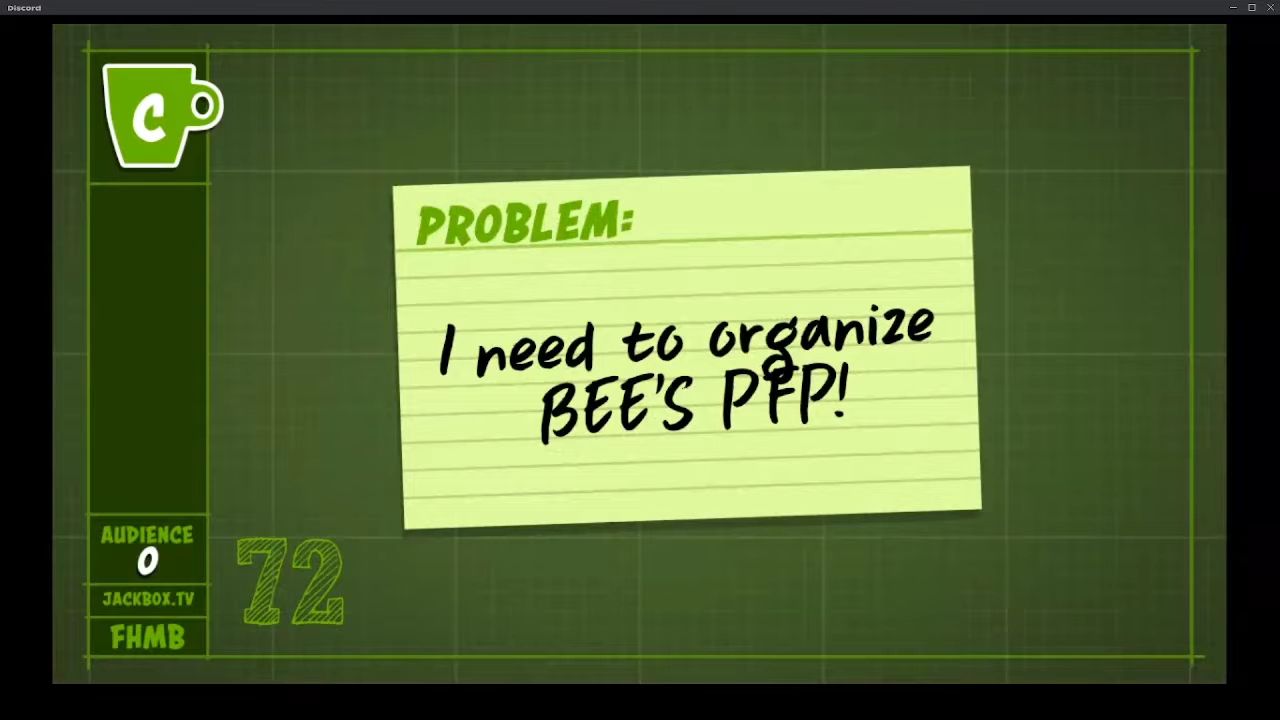 Discord
C
PROBLEM:
I need to organize
BEE'S PFP!
AUDIENCE
0
JACKBOX.TV
FHMB
72